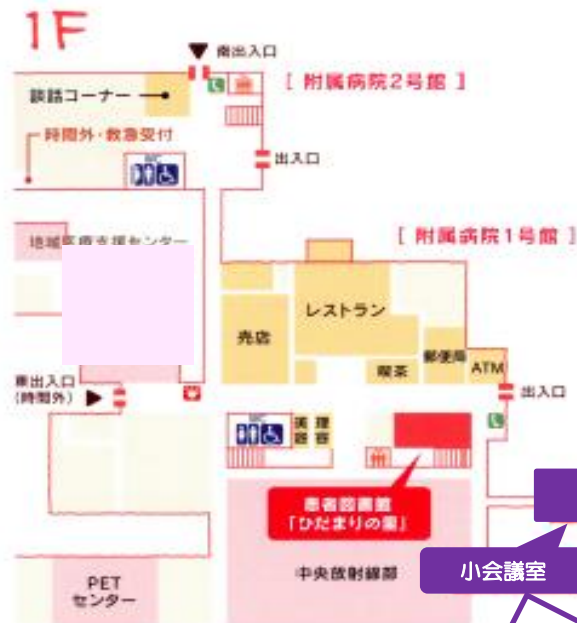 1F
南出入口
[ 附属病院2号館 ]
談話コーナー
時間外・救急受付
出入口
WC
[ 附属病院1号館 ]
地域医療支援センター
レストラン
売店
喫茶
郵便局
ATM
東出入口
(時間外)
出入口
WC
美容
理容
患者図書館
「ひだまりの里」
小会議室
中央放射線部
PET
センター